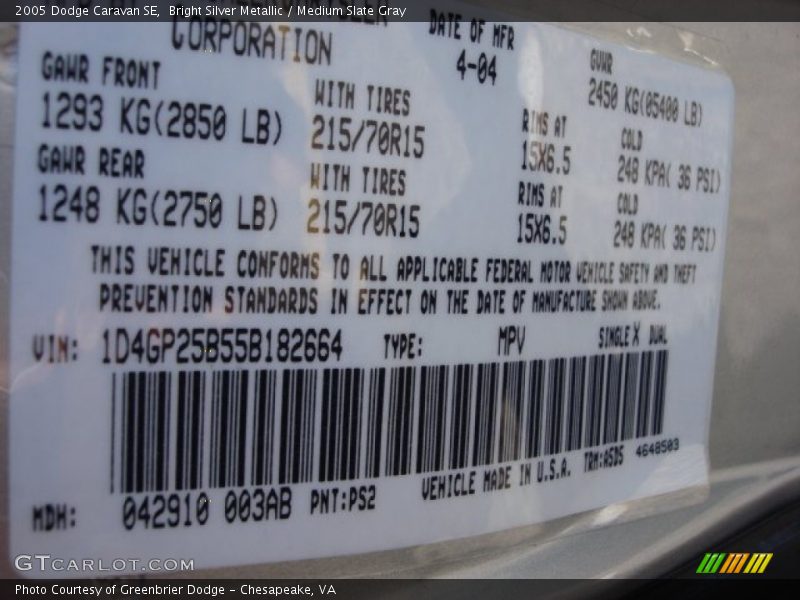 2005 Dodge Caravan SE, Bright Silver Metallic / Medium Slate Gray
CORPORATION
DATE OF MFR
4-04
GVWR
2450 KG(05400 LB)
GAWR FRONT
1293 KG(2850 LB)
WITH TIRES
215/70R15
RIMS AT
15X6.5
COLD
248 KPA( 36 PSI)
GAWR REAR
1248 KG(2750 LB)
WITH TIRES
215/70R15
RIMS AT
15X6.5
COLD
248 KPA( 36 PSI)
THIS VEHICLE CONFORMS TO ALL APPLICABLE FEDERAL MOTOR VEHICLE SAFETY AND THEFT
PREVENTION STANDARDS IN EFFECT ON THE DATE OF MANUFACTURE SHOWN ABOVE.
VIN: 1D4GP25B55B182664 TYPE: MPV SINGLE X DUAL
MDH: 042910 003AB PNT:PS2 VEHICLE MADE IN U.S.A. TRM:A5D5 4648503
GTCARLOT.COM
Photo Courtesy of Greenbrier Dodge - Chesapeake, VA